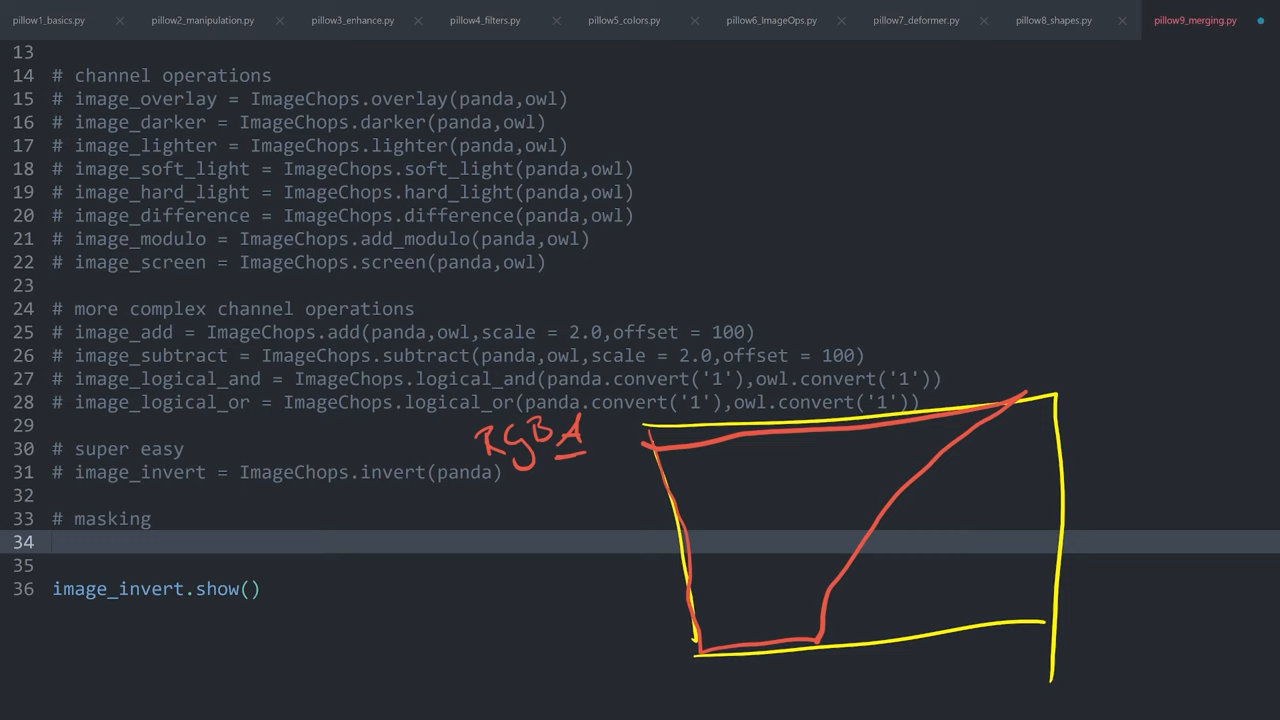 pillow1_basics.py pillow2_manipulation.py pillow3_enhance.py pillow4_filters.py pillow5_colors.py pillow6_ImageOps.py pillow7_deformer.py pillow8_shapes.py pillow9_merging.py
13
14 # channel operations
15 # image_overlay = ImageChops.overlay(panda,owl)
16 # image_darker = ImageChops.darker(panda,owl)
17 # image_lighter = ImageChops.lighter(panda,owl)
18 # image_soft_light = ImageChops.soft_light(panda,owl)
19 # image_hard_light = ImageChops.hard_light(panda,owl)
20 # image_difference = ImageChops.difference(panda,owl)
21 # image_modulo = ImageChops.add_modulo(panda,owl)
22 # image_screen = ImageChops.screen(panda,owl)
23
24 # more complex channel operations
25 # image_add = ImageChops.add(panda,owl,scale = 2.0,offset = 100)
26 # image_subtract = ImageChops.subtract(panda,owl,scale = 2.0,offset = 100)
27 # image_logical_and = ImageChops.logical_and(panda.convert('1'),owl.convert('1'))
28 # image_logical_or = ImageChops.logical_or(panda.convert('1'),owl.convert('1'))
29
RGBA
30 # super easy
31 # image_invert = ImageChops.invert(panda)
32
33 # masking
34
35
36 image_invert.show()